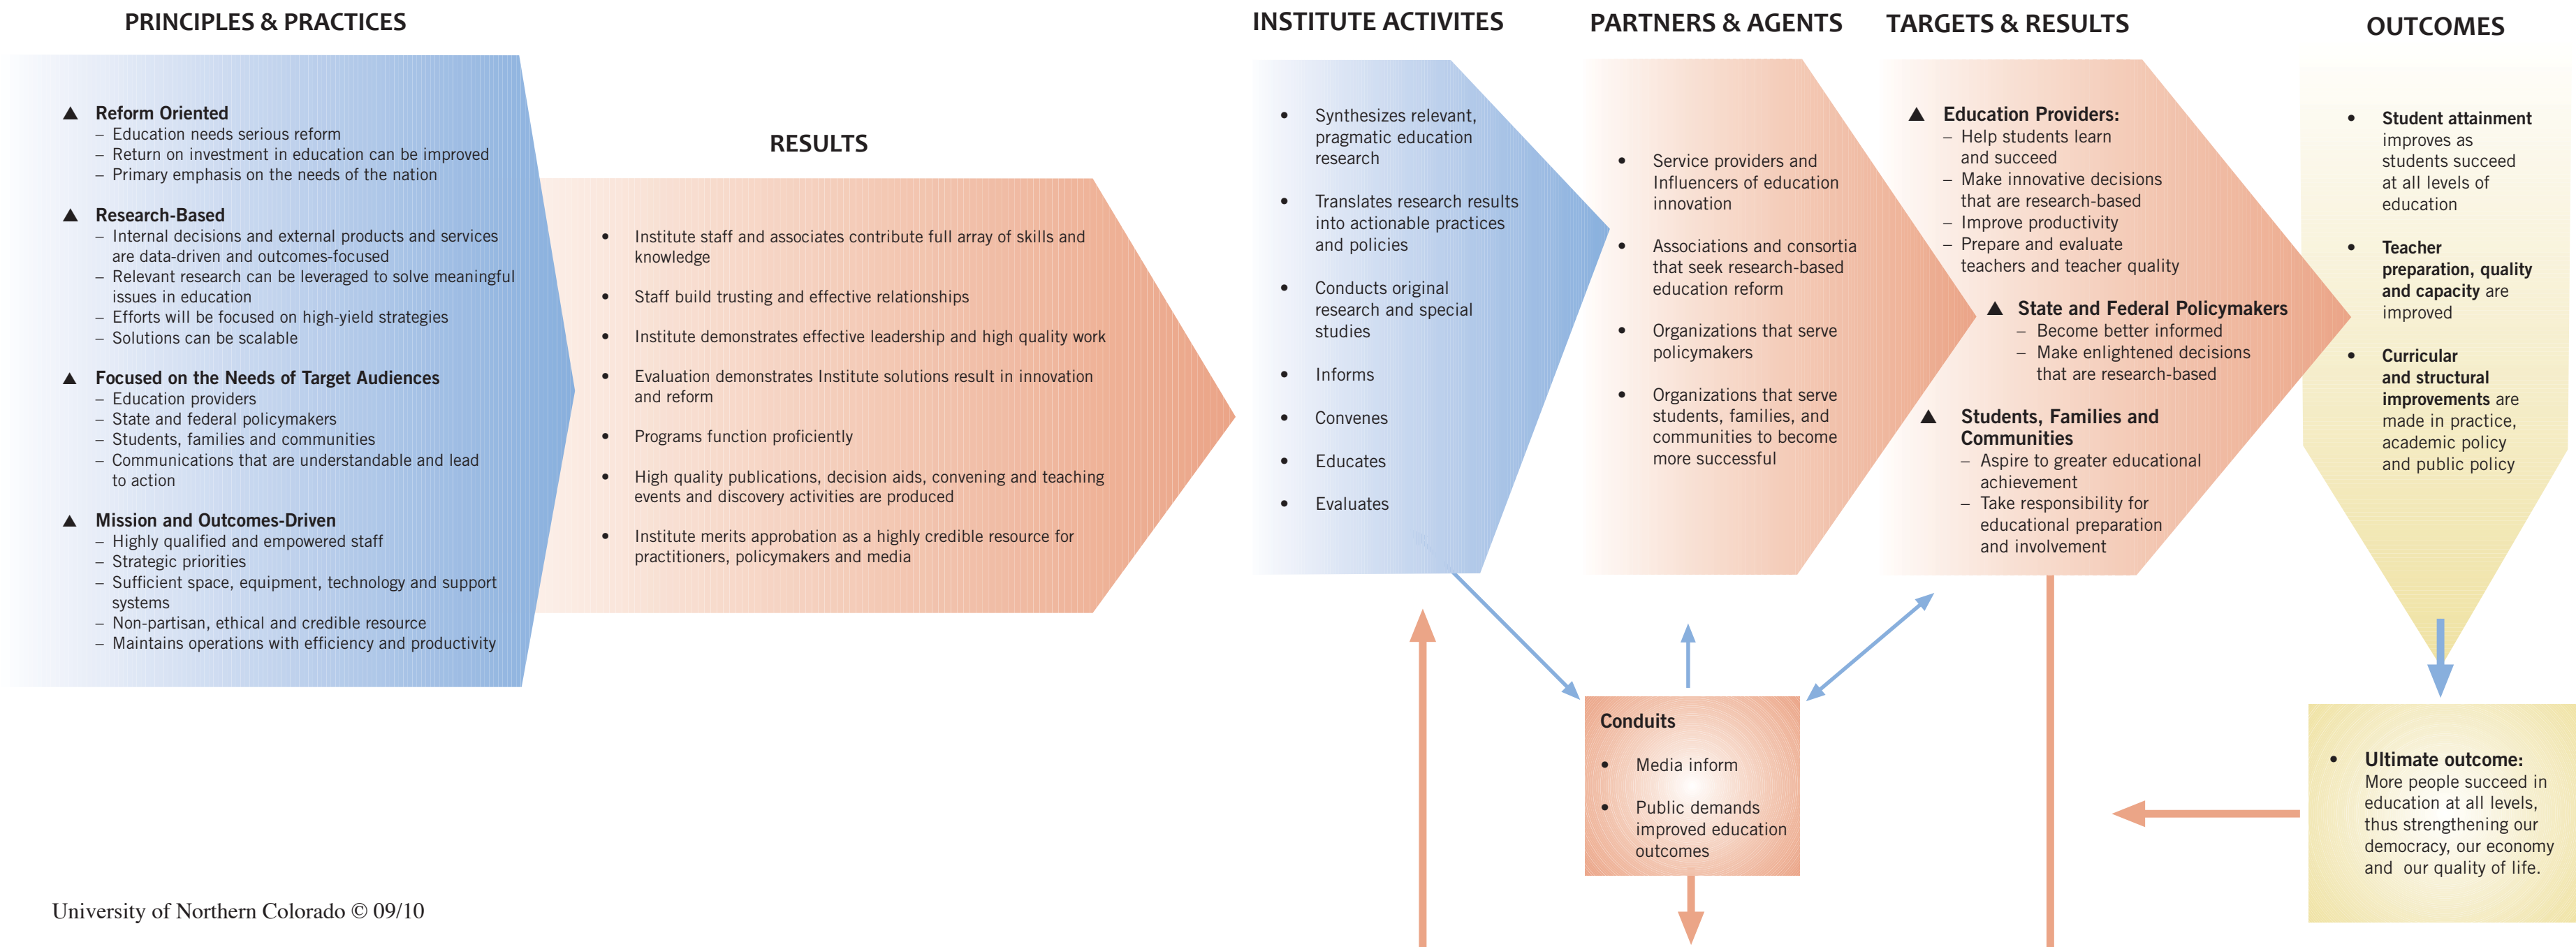 PRINCIPLES & PRACTICES
▲ Reform Oriented
– Education needs serious reform
– Return on investment in education can be improved
– Primary emphasis on the needs of the nation
▲ Research-Based
– Internal decisions and external products and services
are data-driven and outcomes-focused
– Relevant research can be leveraged to solve meaningful
issues in education
– Efforts will be focused on high-yield strategies
– Solutions can be scalable
▲ Focused on the Needs of Target Audiences
– Education providers
– State and federal policymakers
– Students, families and communities
– Communications that are understandable and lead
to action
▲ Mission and Outcomes-Driven
– Highly qualified and empowered staff
– Strategic priorities
– Sufficient space, equipment, technology and support
systems
– Non-partisan, ethical and credible resource
– Maintains operations with efficiency and productivity
RESULTS
• Institute staff and associates contribute full array of skills and
knowledge
• Staff build trusting and effective relationships
• Institute demonstrates effective leadership and high quality work
• Evaluation demonstrates Institute solutions result in innovation
and reform
• Programs function proficiently
• High quality publications, decision aids, convening and teaching
events and discovery activities are produced
• Institute merits approbation as a highly credible resource for
practitioners, policymakers and media
INSTITUTE ACTIVITES
• Synthesizes relevant,
pragmatic education
research
• Translates research results
into actionable practices
and policies
• Conducts original
research and special
studies
• Informs
• Convenes
• Educates
• Evaluates
PARTNERS & AGENTS
• Service providers and
Influencers of education
innovation
• Associations and consortia
that seek research-based
education reform
• Organizations that serve
policymakers
• Organizations that serve
students, families, and
communities to become
more successful
TARGETS & RESULTS
▲ Education Providers:
– Help students learn
and succeed
– Make innovative decisions
that are research-based
– Improve productivity
– Prepare and evaluate
teachers and teacher quality
▲ State and Federal Policymakers
– Become better informed
– Make enlightened decisions
that are research-based
▲ Students, Families and
Communities
– Aspire to greater educational
achievement
– Take responsibility for
educational preparation
and involvement
OUTCOMES
• Student attainment
improves as
students succeed
at all levels of
education
• Teacher
preparation, quality
and capacity are
improved
• Curricular
and structural
improvements are
made in practice,
academic policy
and public policy
Conduits
• Media inform
• Public demands
improved education
outcomes
• Ultimate outcome:
More people succeed in
education at all levels,
thus strengthening our
democracy, our economy
and our quality of life.
University of Northern Colorado © 09/10